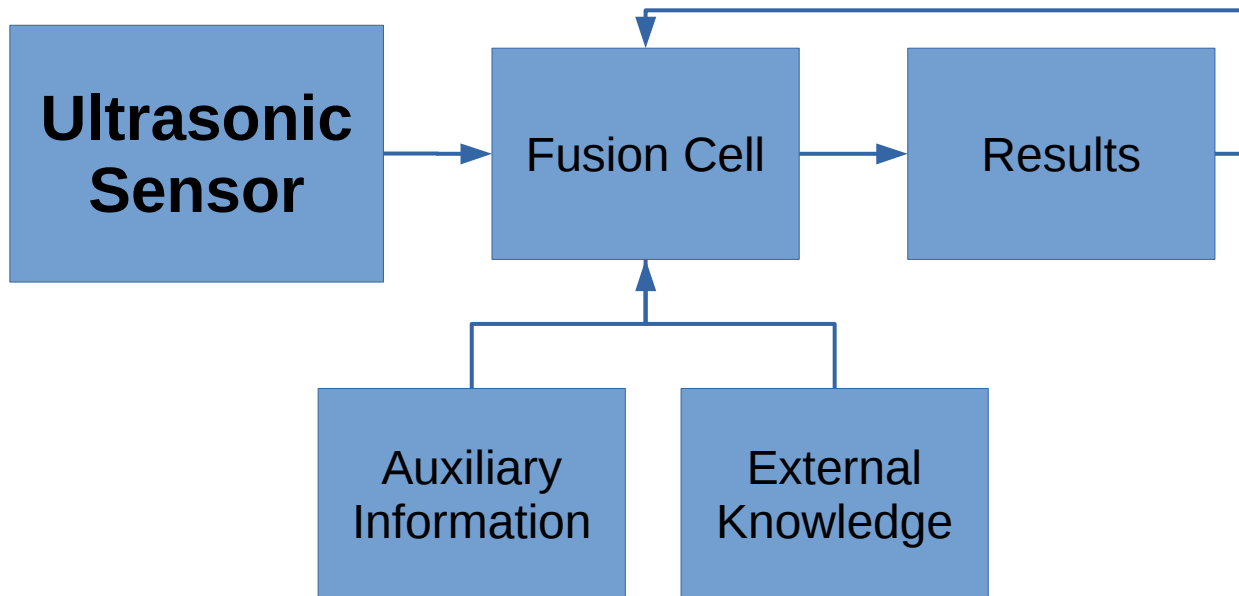 Ultrasonic
Sensor
Fusion Cell
Results
Auxiliary
Information
External
Knowledge